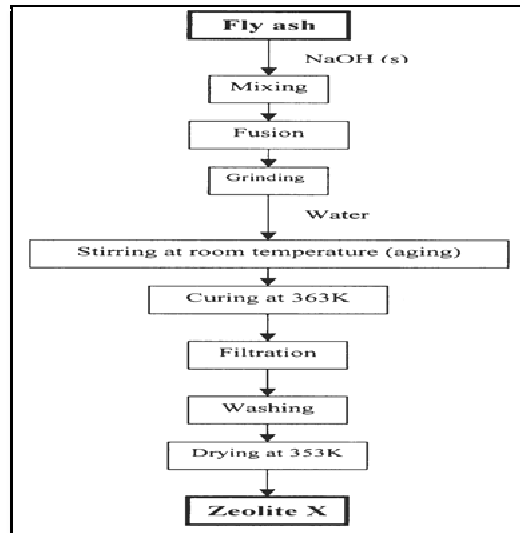 Fly ash
NaOH (s)
Mixing
Fusion
Grinding
Water
Stirring at room temperature (aging)
Curing at 363K
Filtration
Washing
Drying at 353K
Zeolite X